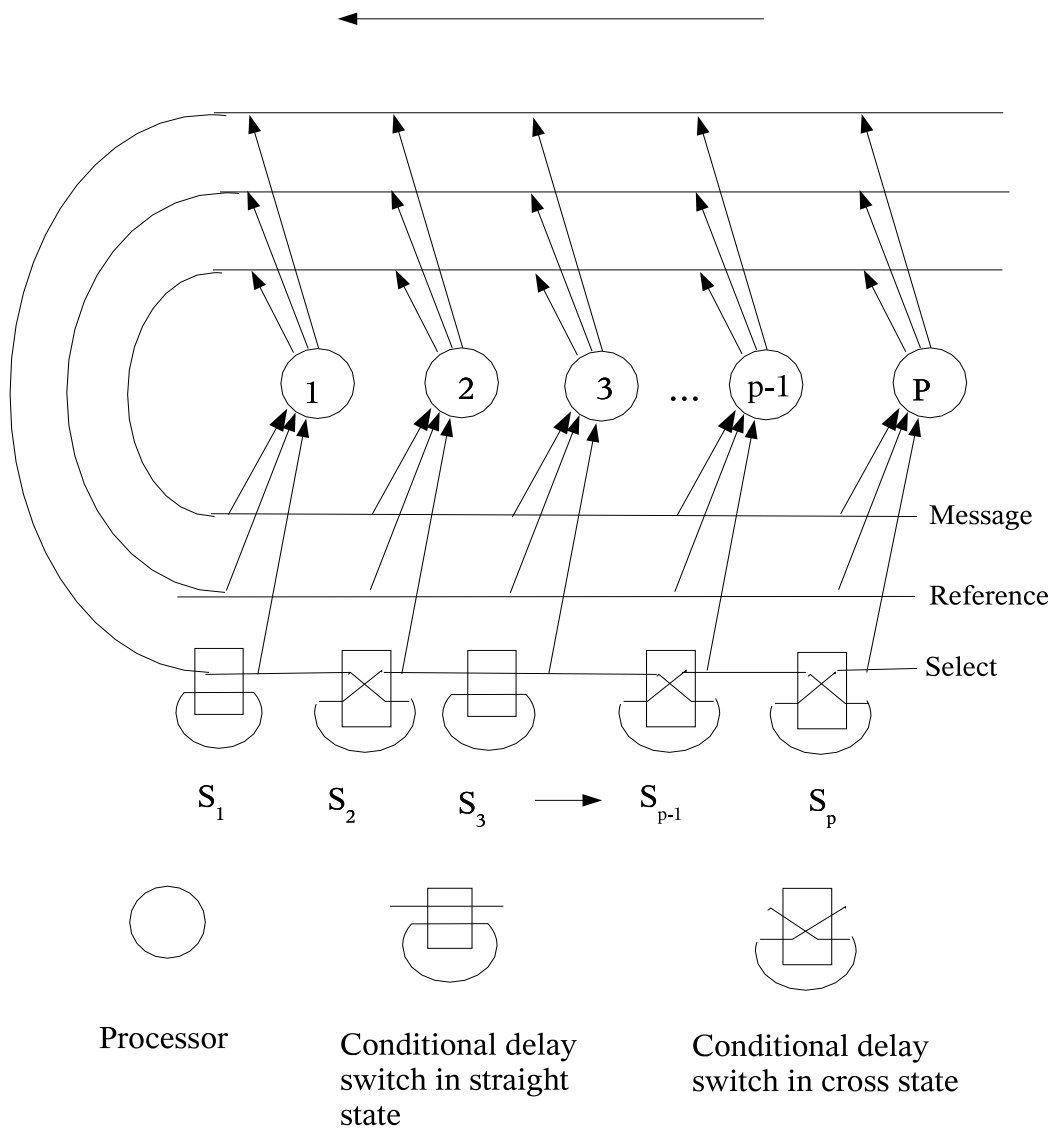 1 2 3 ... p-1 P
Message
Reference
Select
S1 S2 S3 Sp-1 Sp
Processor
Conditional delay
switch in straight
state
Conditional delay
switch in cross state